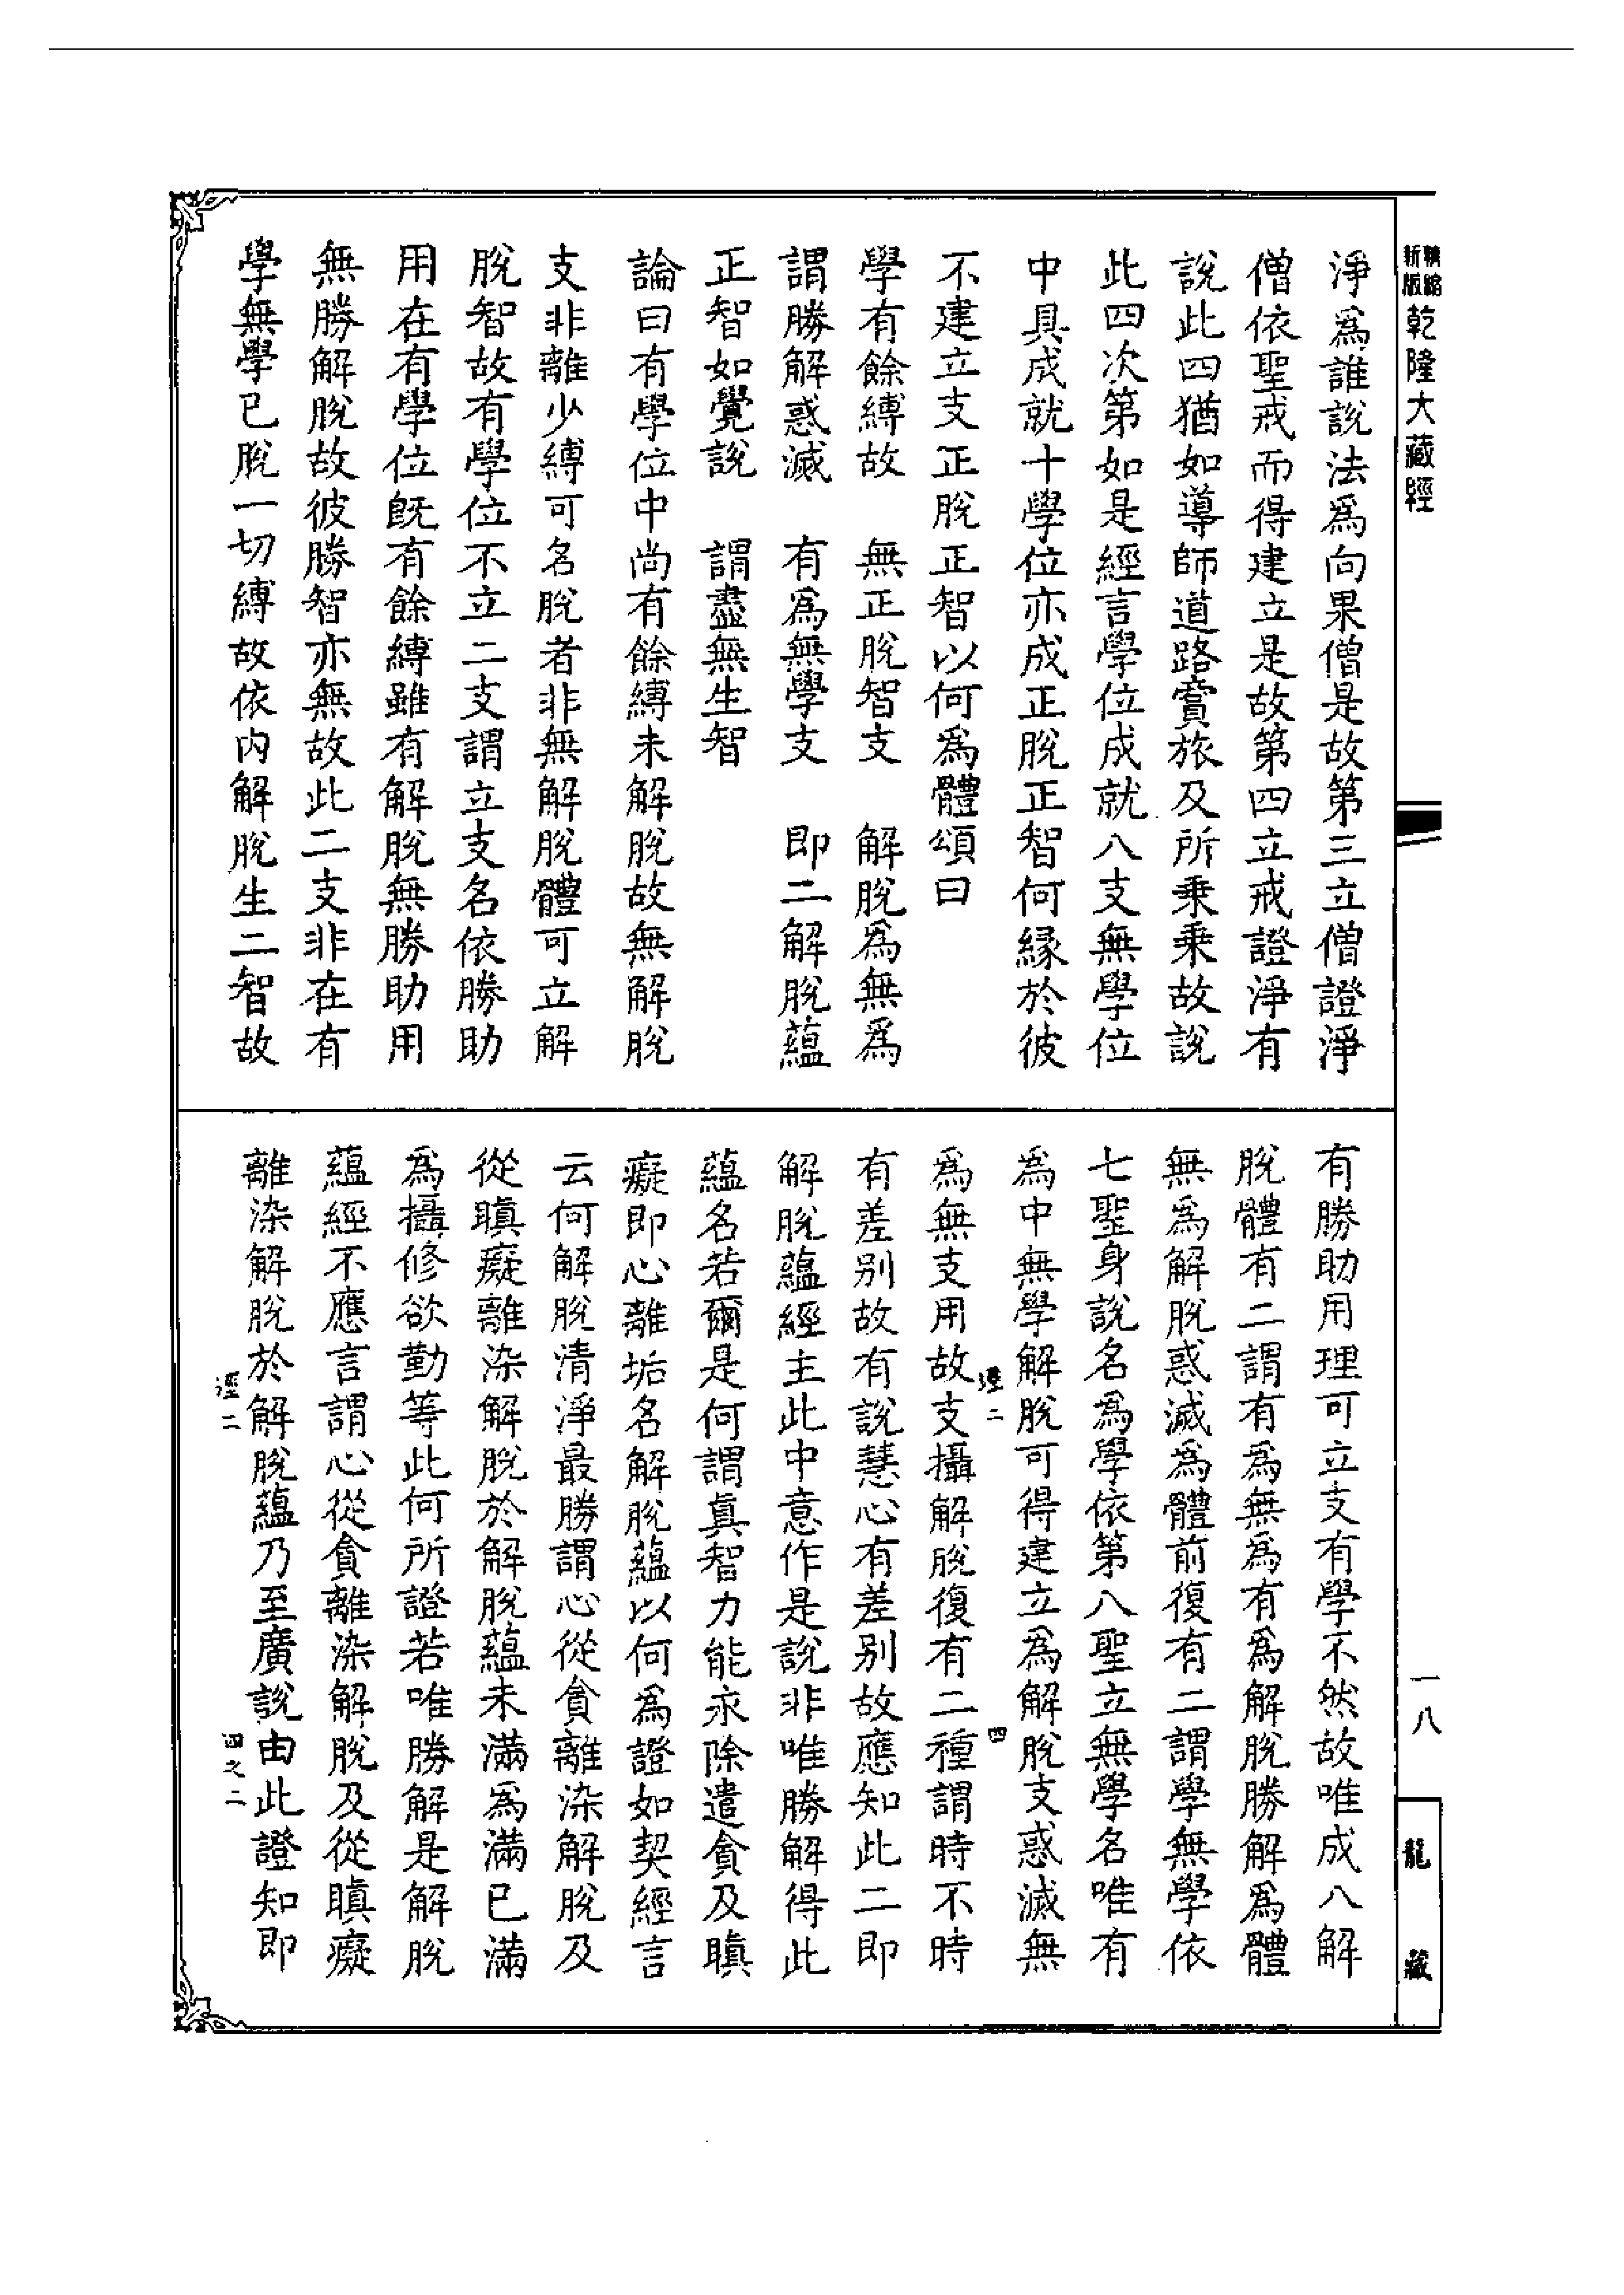 精縮
新版
乾隆大藏經
淨爲誰說法爲向果僧是故第三立僧證淨
僧依聖戒而得建立是故第四立戒證淨有
說此四猶如導師道路賓旅及所乘乘故說
此四次第如是經言學位成就八支無學位
中具成就十學位亦成正脫正智何緣於彼
不建立支正脫正智以何爲體頌曰
學有餘縛故　無正脫智支　解脫爲無爲
謂勝解惑滅　有爲無學支　即二解脫蘊
正智如覺說　謂盡無生智
論曰有學位中尚有餘縛未解脫故無解脫
支非離少縛可名脫者非無解脫體可立解
脫智故有學位不立二支謂立支名依勝助
用在有學位旣有餘縛雖有解脫無勝助用
無勝解脫故彼勝智亦無故此二支非在有
學無學已脫一切縛故依內解脫生二智故
有勝助用理可立支有學不然故唯成八解
脫體有二謂有爲無爲有爲解脫勝解爲體
無爲解脫惑滅爲體前復有二謂學無學依
七聖身說名爲學依第八聖立無學名唯有
爲中無學解脫可得建立爲解脫支惑滅無
爲無支用故支攝解脫復有二種謂時不時
有差别故有說慧心有差别故應知此二即
解脫蘊經主此中意作是說非唯勝解得此
蘊名若爾是何謂眞智力能永除遣貪及瞋
癡即心離垢名解脫蘊以何爲證如契經言
云何解脫清淨最勝謂心從貪離染解脫及
從瞋癡離染解脫於解脫蘊未滿爲滿已滿
爲攝修欲勤等此何所證若唯勝解是解脫
蘊經不應言謂心從貪離染解脫及從瞋癡
離染解脫於解脫蘊乃至廣說由此證知即
逕二
四
逕二
四之二
一八
龍藏